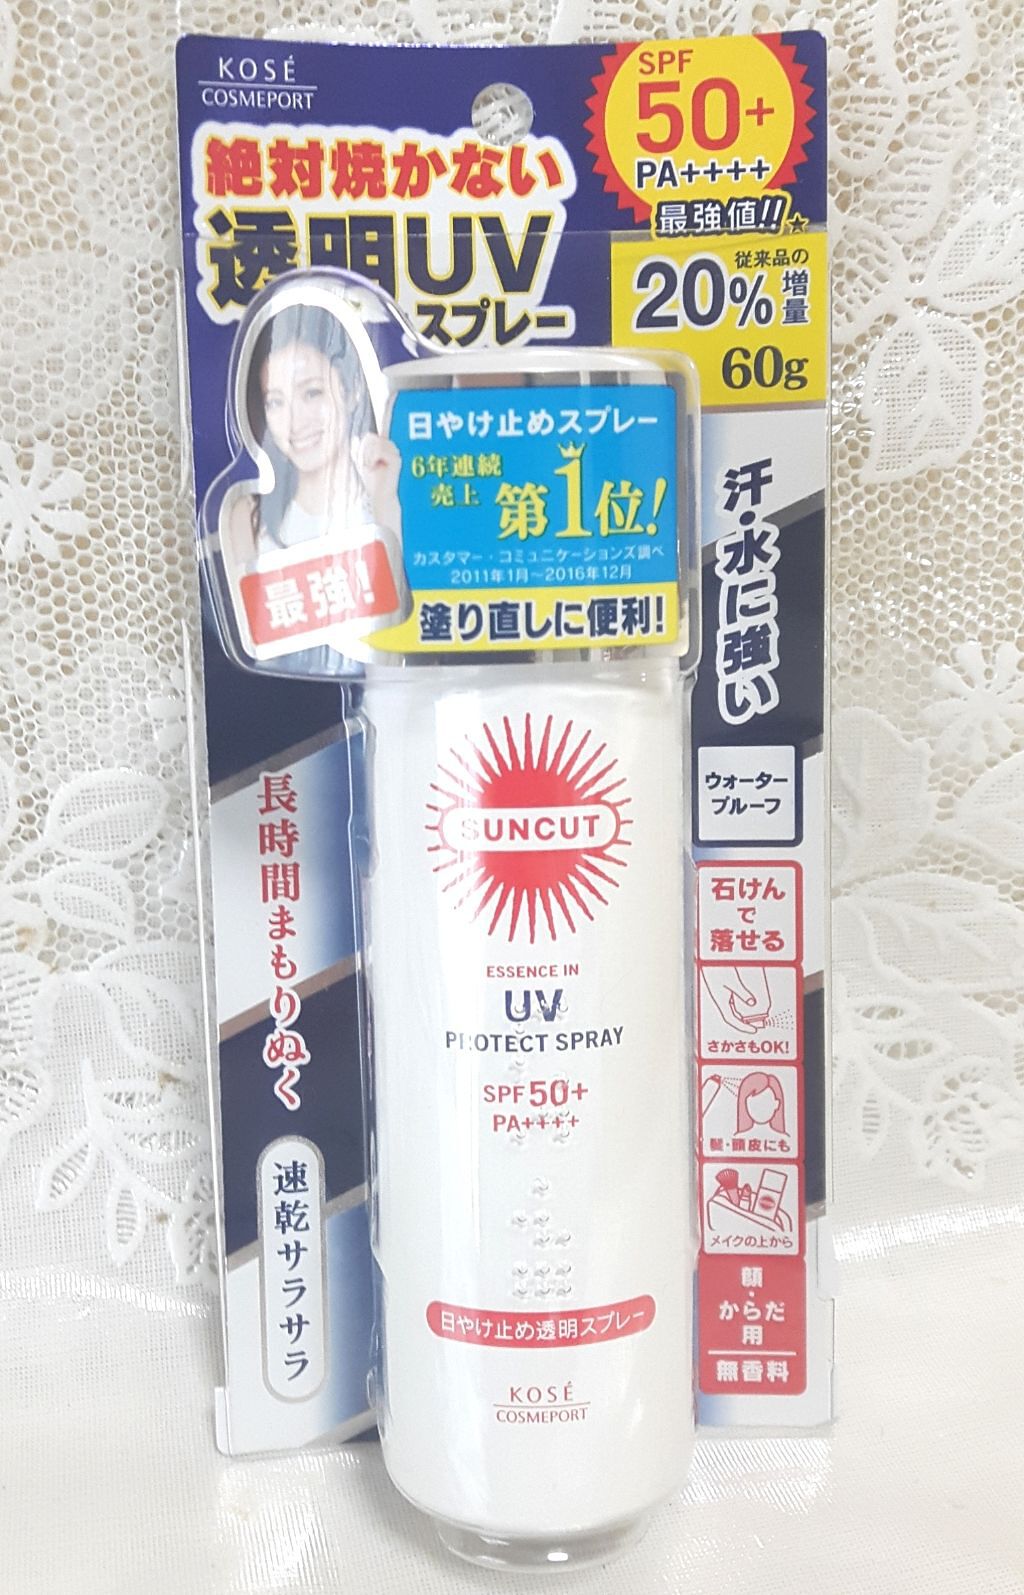 KOSÉ
COSMEPORT
SPF
50+
PA++++
最強値!!
絶対焼かない
透明UV
スプレー
従来品の
20%増量
60g
日やけ止めスプレー
6年連続
売上
第1位!
カスタマー・コミュニケーションズ調べ
2011年1月〜2016年12月
塗り直しに便利!
最強!
汗・水に強い
ウォーター
プルーフ
石けん
で
落せる
さかさもOK!
髪・頭皮にも
メイクの上から
顔
・
からだ
用
無香料
長時間まもりぬく
速乾サラサラ
SUNCUT
ESSENCE IN
UV
PROTECT SPRAY
SPF50+
PA++++
日やけ止め透明スプレー
KOSÉ
COSMEPORT